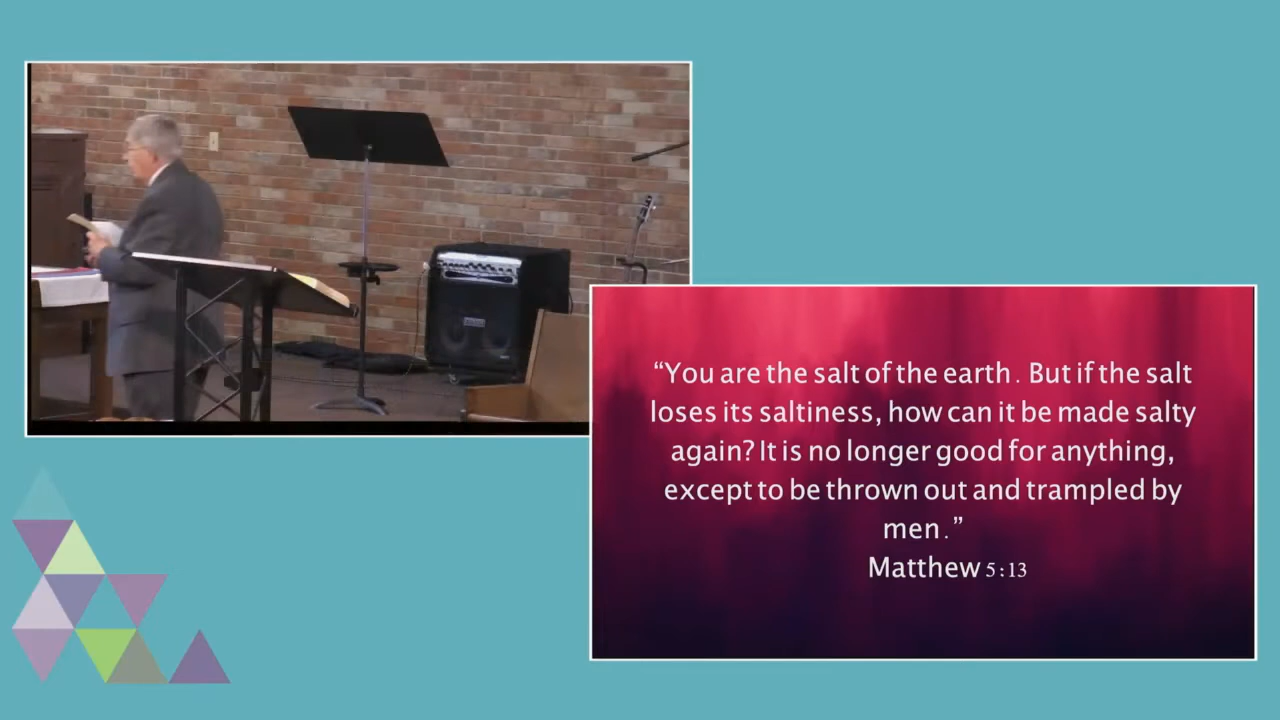 “You are the salt of the earth. But if the salt
loses its saltiness, how can it be made salty
again? It is no longer good for anything,
except to be thrown out and trampled by
men.”
Matthew 5:13